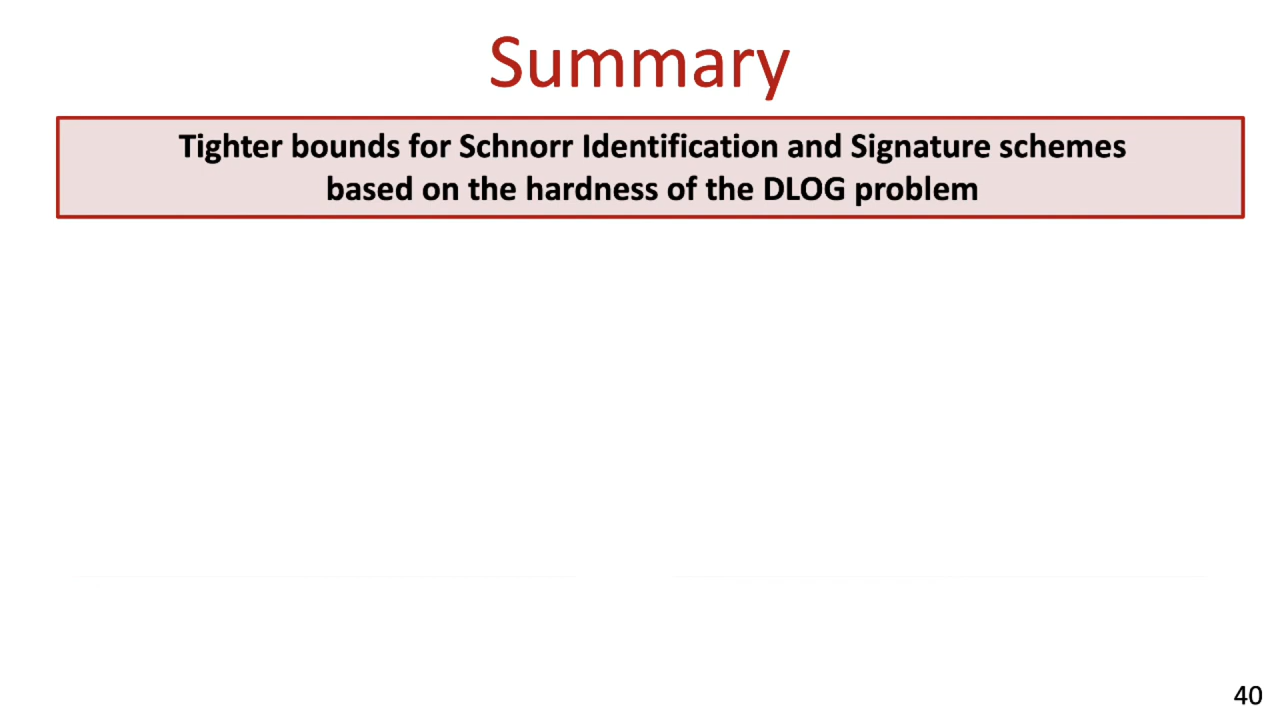 Summary
Tighter bounds for Schnorr Identification and Signature schemes
based on the hardness of the DLOG problem
40